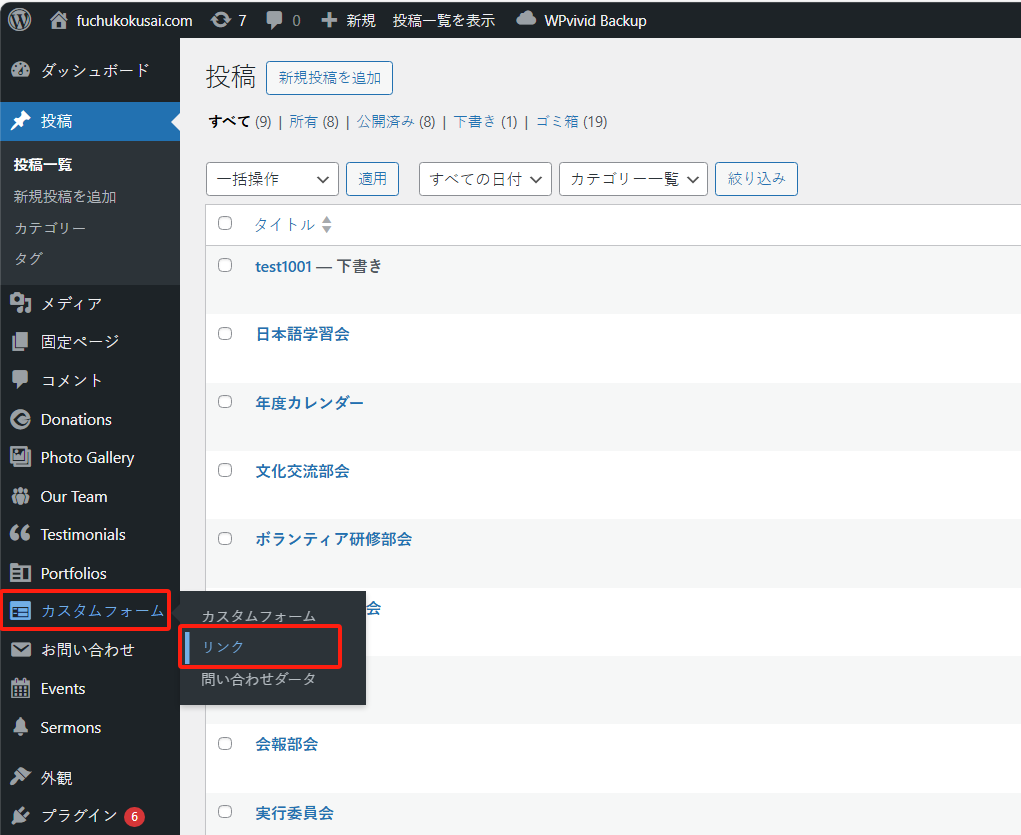 fuchukokusai.com 7 0 新規 投稿一覧を表示 WPvivid Backup
ダッシュボード
投稿
投稿一覧
新規投稿を追加
カテゴリー
タグ
メディア
固定ページ
コメント
Donations
Photo Gallery
Our Team
Testimonials
Portfolios
カスタムフォーム
お問い合わせ
Events
Sermons
外観
プラグイン 6
カスタムフォーム
リンク
問い合わせデータ
投稿 新規投稿を追加
すべて (9) | 所有 (8) | 公開済み (8) | 下書き (1) | ゴミ箱 (19)
一括操作 適用 すべての日付 カテゴリー一覧 絞り込み
タイトル
test1001 — 下書き
日本語学習会
年度カレンダー
文化交流部会
ボランティア研修部会
会
会報部会
実行委員会